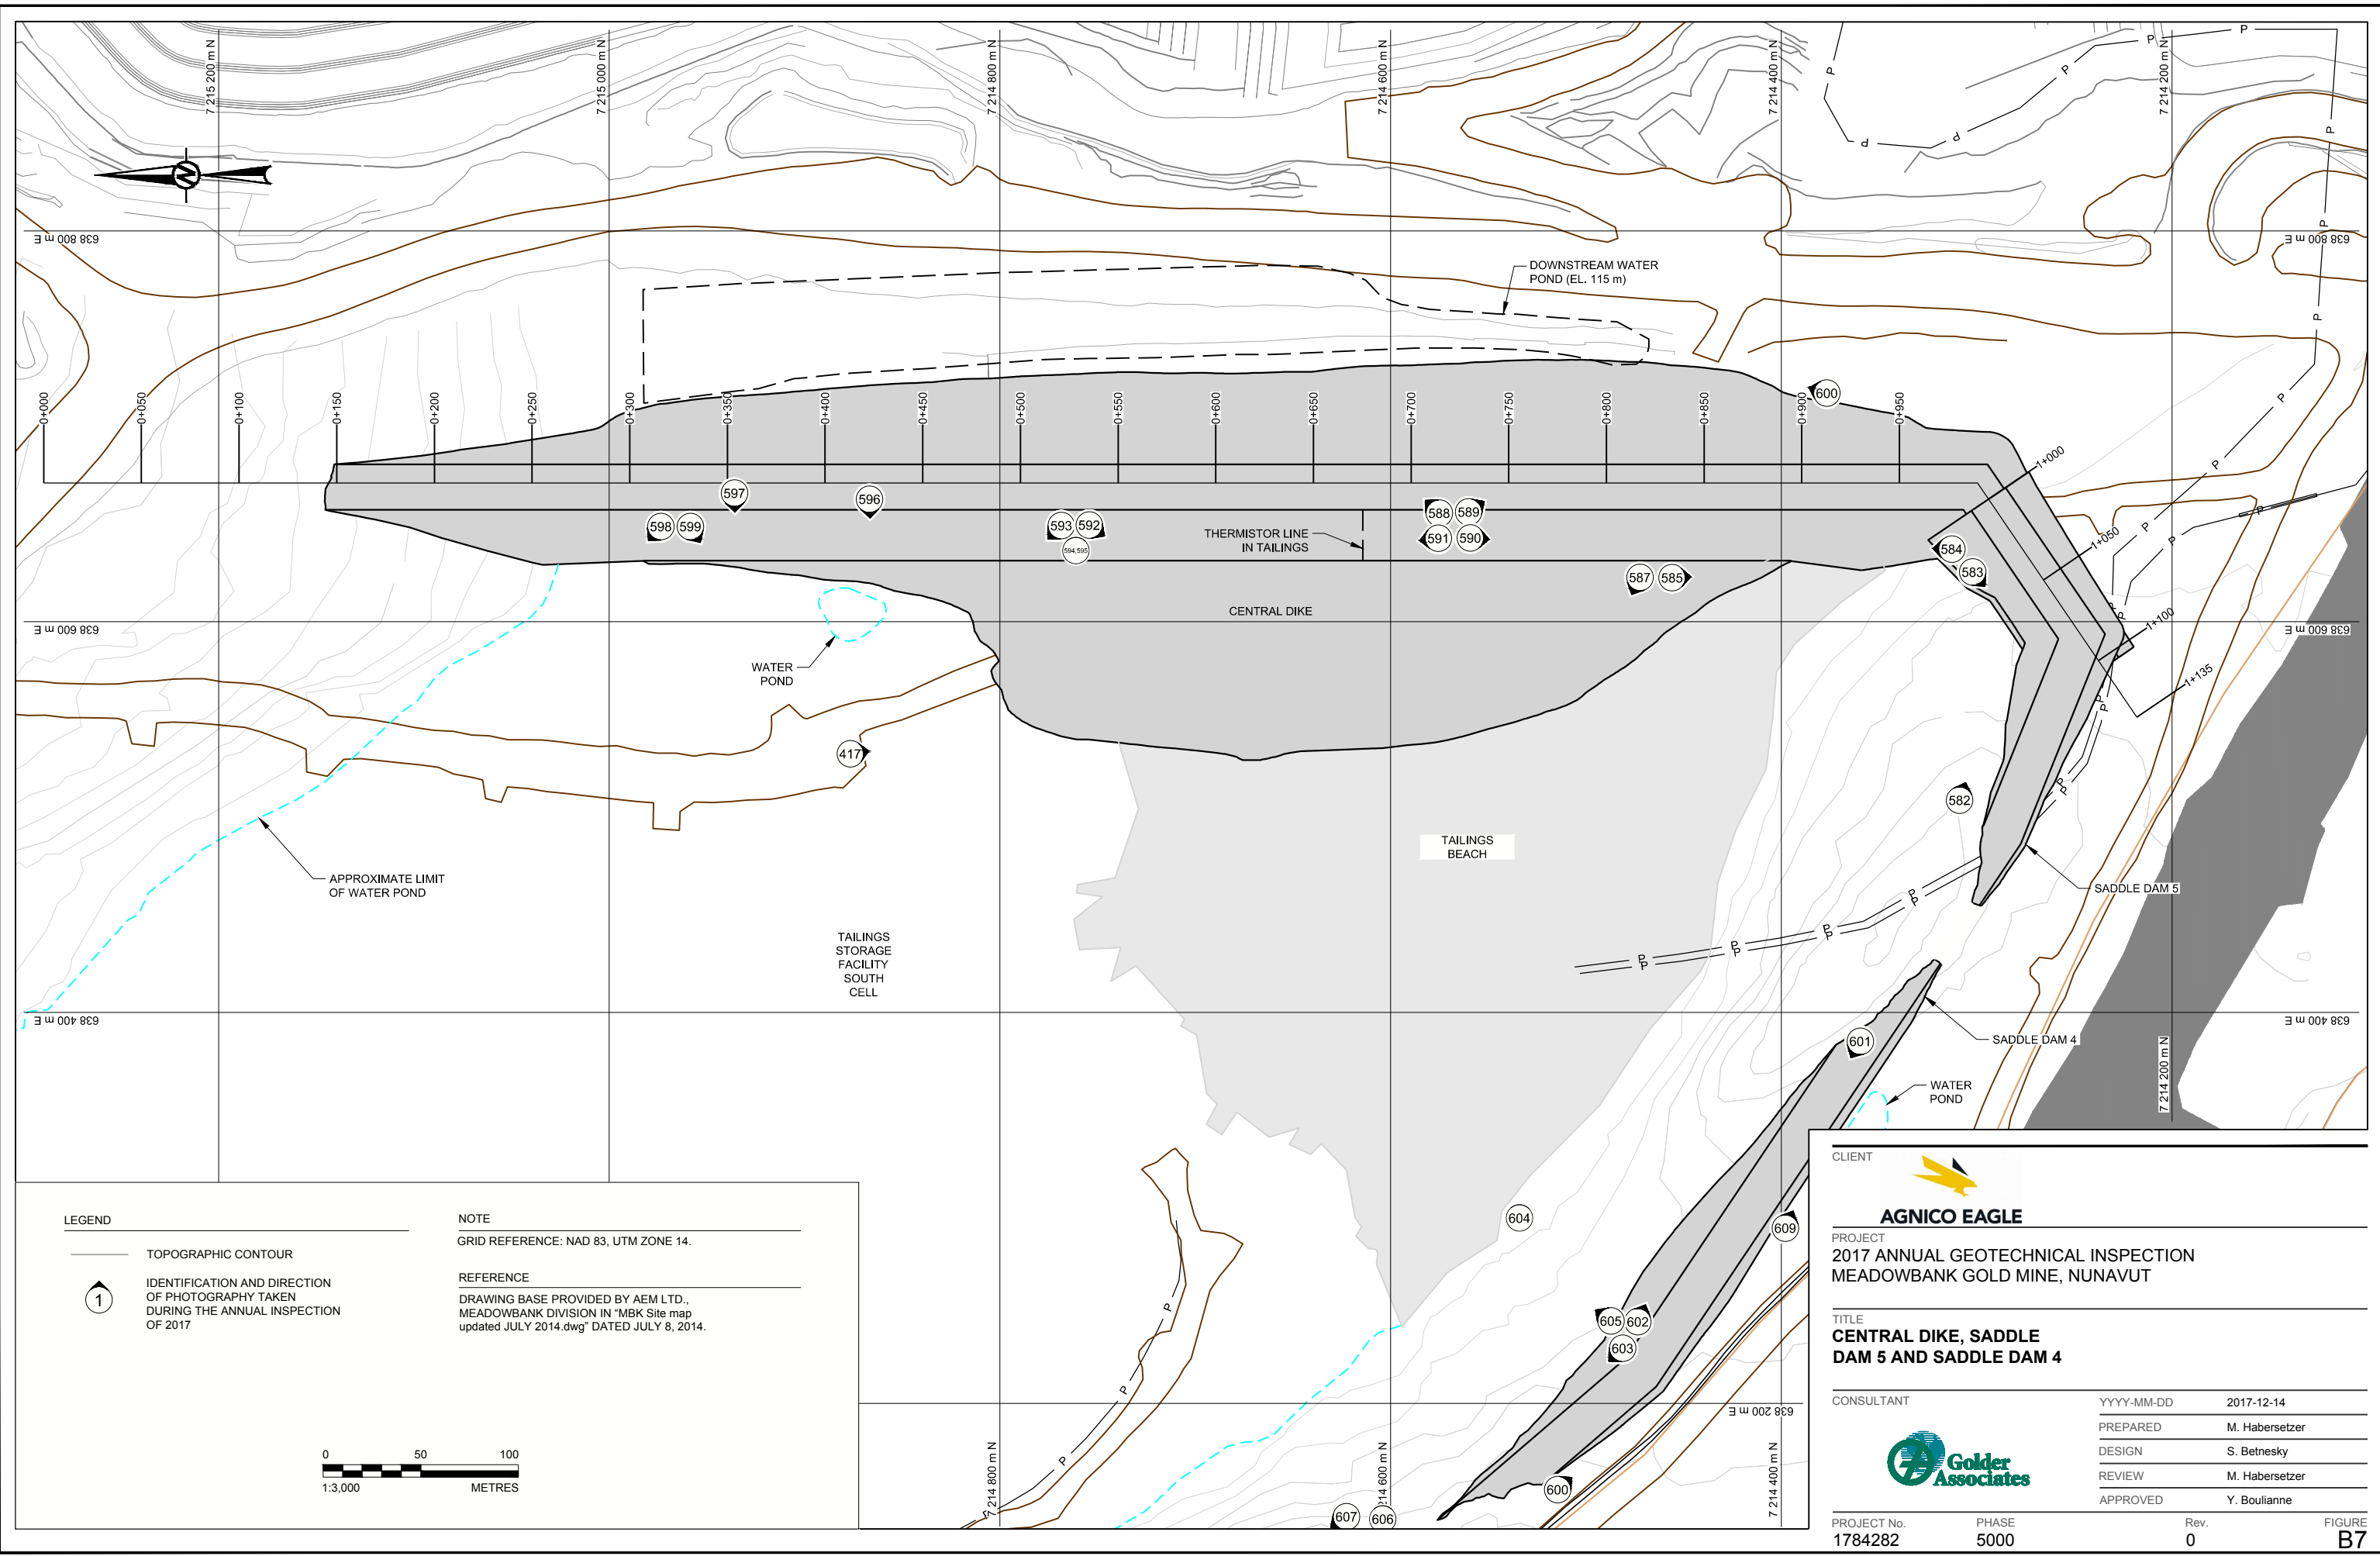 7 215 200 m N
7 215 000 m N
7 214 800 m N
7 214 600 m N
7 214 400 m N
7 214 200 m N
P
P
P
P
P
P
P
P
P
P
P
N
638 800 m E
638 800 m E
DOWNSTREAM WATER
POND (EL. 115 m)
0+000
0+050
0+100
0+150
0+200
0+250
0+300
0+350
0+400
0+450
0+500
0+550
0+600
0+650
0+700
0+750
0+800
0+850
0+900
0+950
1+000
1+050
1+100
1+135
600
597
596
598
599
593
592
594,595
588
589
591
590
THERMISTOR LINE
IN TAILINGS
587
585
584
583
CENTRAL DIKE
638 600 m E
638 600 m E
WATER
POND
417
582
P
P
P
P
P
P
P
P
TAILINGS
BEACH
APPROXIMATE LIMIT
OF WATER POND
SADDLE DAM 5
P
P
P
P
P
P
P
P
TAILINGS
STORAGE
FACILITY
SOUTH
CELL
638 400 m E
638 400 m E
601
SADDLE DAM 4
WATER
POND
7 214 200 m N
604
609
605
602
603
P
P
P
P
638 200 m E
7 214 800 m N
214 600 m N
7 214 400 m N
600
607
606
LEGEND
TOPOGRAPHIC CONTOUR
1
IDENTIFICATION AND DIRECTION
OF PHOTOGRAPHY TAKEN
DURING THE ANNUAL INSPECTION
OF 2017
NOTE
GRID REFERENCE: NAD 83, UTM ZONE 14.
REFERENCE
DRAWING BASE PROVIDED BY AEM LTD.,
MEADOWBANK DIVISION IN "MBK Site map
updated JULY 2014.dwg" DATED JULY 8, 2014.
0 50 100
1:3,000 METRES
CLIENT
AGNICO EAGLE
PROJECT
2017 ANNUAL GEOTECHNICAL INSPECTION
MEADOWBANK GOLD MINE, NUNAVUT
TITLE
CENTRAL DIKE, SADDLE
DAM 5 AND SADDLE DAM 4
CONSULTANT
Golder
Associates
YYYY-MM-DD 2017-12-14
PREPARED M. Habersetzer
DESIGN S. Betnesky
REVIEW M. Habersetzer
APPROVED Y. Boulianne
PROJECT No. PHASE Rev. FIGURE
1784282 5000 0 B7